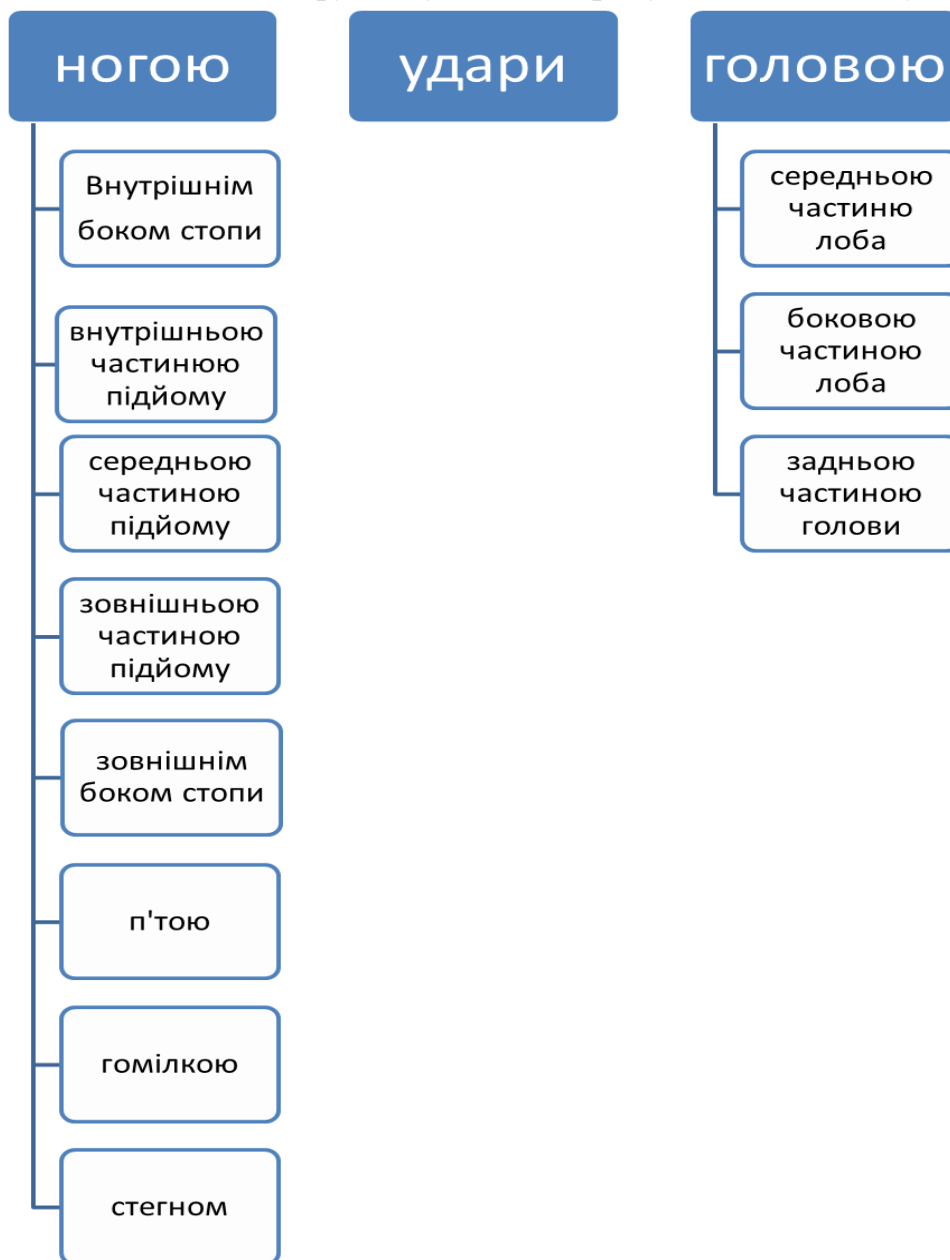 ногою
удари
головою
Внутрішнім
боком стопи
внутрішньою
частинюю
підйому
середньою
частиною
підйому
зовнішньою
частиною
підйому
зовнішнім
боком стопи
п'тою
гомілкою
стегном
середньою
частиню
лоба
боковою
частиною
лоба
задньою
частиною
голови